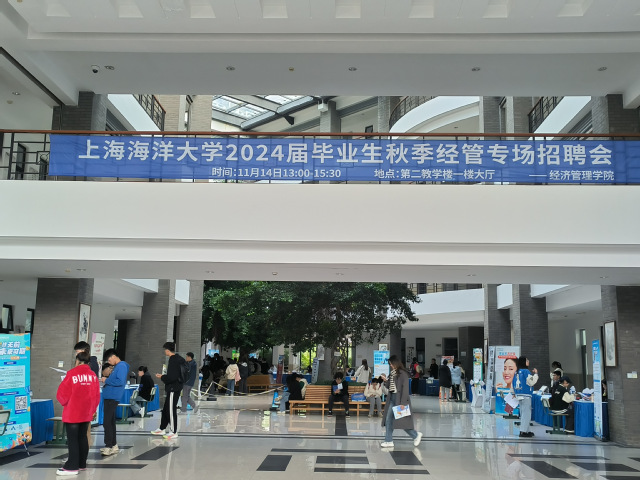 上海海洋大学2024届毕业生秋季经管专场招聘会
时间：11月14日13:00-15:30 地点：第二教学楼一楼大厅 —— 经济管理学院
BUNNY